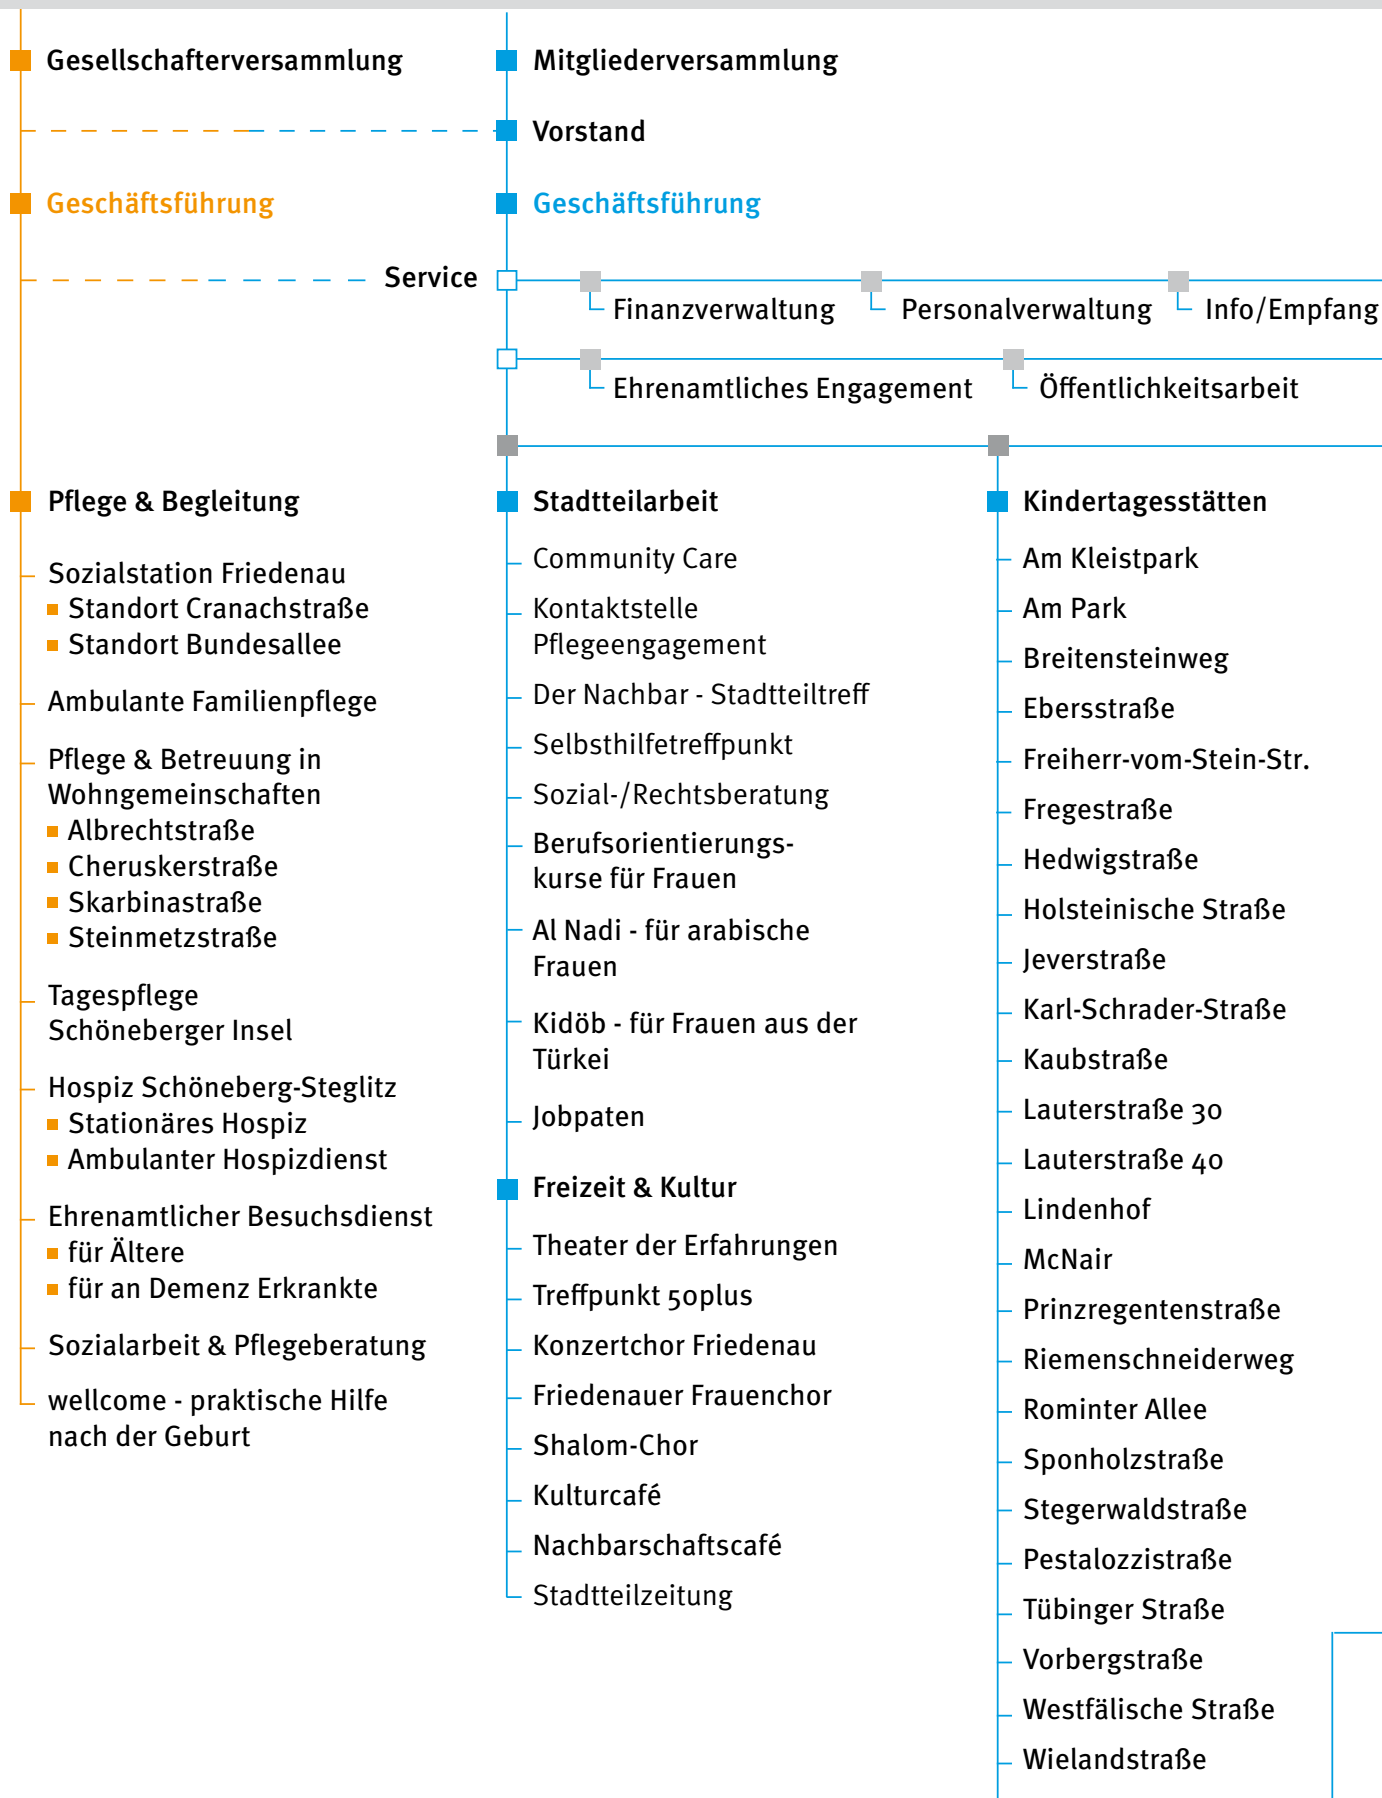 Gesellschafterversammlung
Mitgliederversammlung
Vorstand
Geschäftsführung
Geschäftsführung
Service
Finanzverwaltung
Personalverwaltung
Info/Empfang
Ehrenamtliches Engagement
Öffentlichkeitsarbeit
Pflege & Begleitung
Sozialstation Friedenau
Standort Cranachstraße
Standort Bundesallee
Ambulante Familienpflege
Pflege & Betreuung in
Wohngemeinschaften
Albrechtstraße
Cheruskerstraße
Skarbinastraße
Steinmetzstraße
Tagespflege
Schöneberger Insel
Hospiz Schöneberg-Steglitz
Stationäres Hospiz
Ambulanter Hospizdienst
Ehrenamtlicher Besuchsdienst
für Ältere
für an Demenz Erkrankte
Sozialarbeit & Pflegeberatung
wellcome - praktische Hilfe
nach der Geburt
Stadtteilarbeit
Community Care
Kontaktstelle
Pflegeengagement
Der Nachbar - Stadtteiltreff
Selbsthilfetreffpunkt
Sozial-/Rechtsberatung
Berufsorientierungs-
kurse für Frauen
Al Nadi - für arabische
Frauen
Kidöb - für Frauen aus der
Türkei
Jobpaten
Freizeit & Kultur
Theater der Erfahrungen
Treffpunkt 50plus
Konzertchor Friedenau
Friedenauer Frauenchor
Shalom-Chor
Kulturcafé
Nachbarschaftscafé
Stadtteilzeitung
Kindertagesstätten
Am Kleistpark
Am Park
Breitensteinweg
Ebersstraße
Freiherr-vom-Stein-Str.
Fregestraße
Hedwigstraße
Holsteinische Straße
Jeverstraße
Karl-Schrader-Straße
Kaubstraße
Lauterstraße 30
Lauterstraße 40
Lindenhof
McNair
Prinzregentenstraße
Riemenschneiderweg
Rominter Allee
Sponholzstraße
Stegerwaldstraße
Pestalozzistraße
Tübinger Straße
Vorbergstraße
Westfälische Straße
Wielandstraße